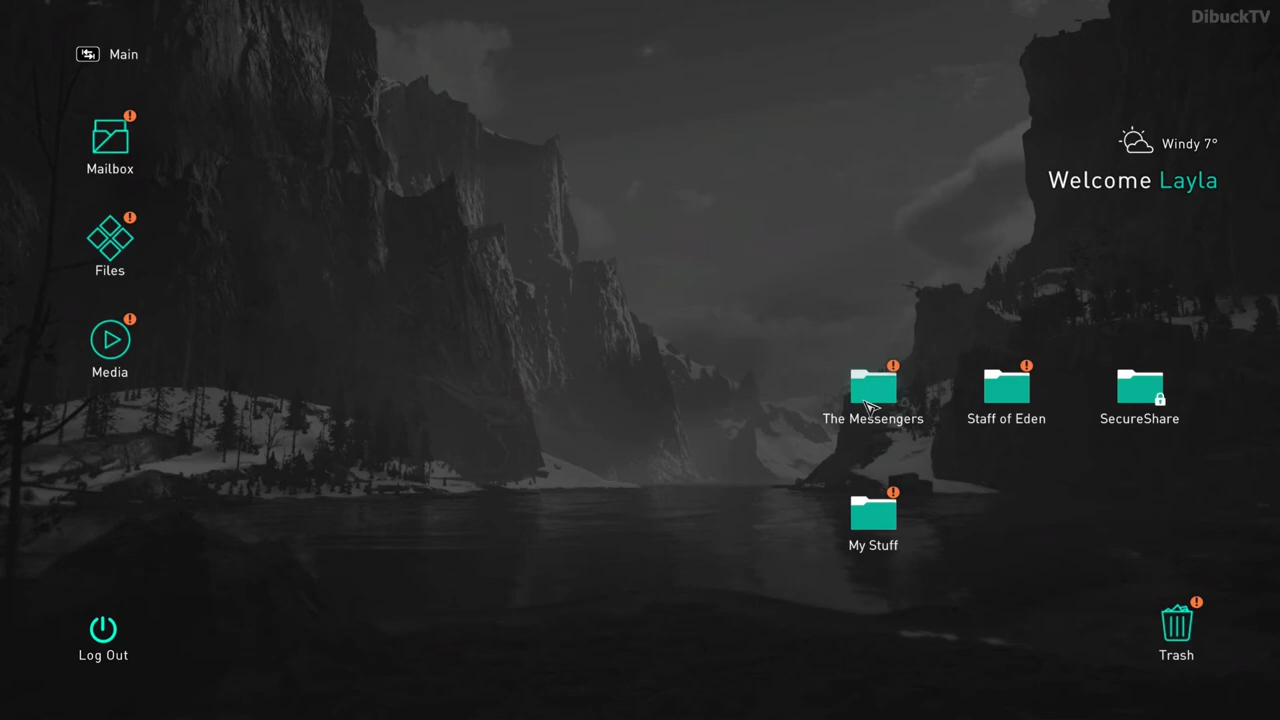 DibuckTV
Main
Mailbox
Files
Media
Windy 7°
Welcome Layla
The Messengers
Staff of Eden
SecureShare
My Stuff
Log Out
Trash